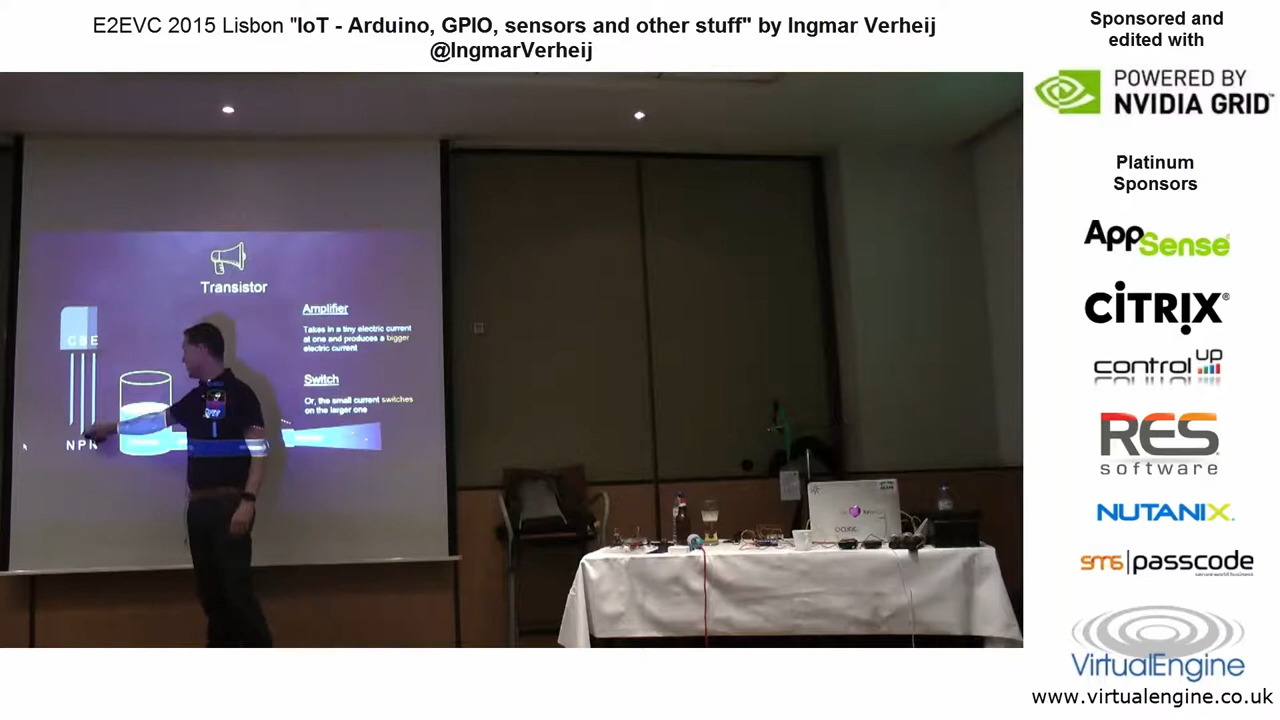 E2EVC 2015 Lisbon "IoT - Arduino, GPIO, sensors and other stuff" by Ingmar Verheij
@IngmarVerheij
Sponsored and
edited with
POWERED BY
NVIDIA GRID™
Platinum
Sponsors
AppSense®
CİTRIX®
control up
RES
software
NUTANIX
sms|passcode
VirtualEngine
www.virtualengine.co.uk
Transistor
Amplifier
Takes in a tiny electric current
at one and produces a bigger
electric current
Switch
Or, the small current switches
on the larger one
C B E
N P N